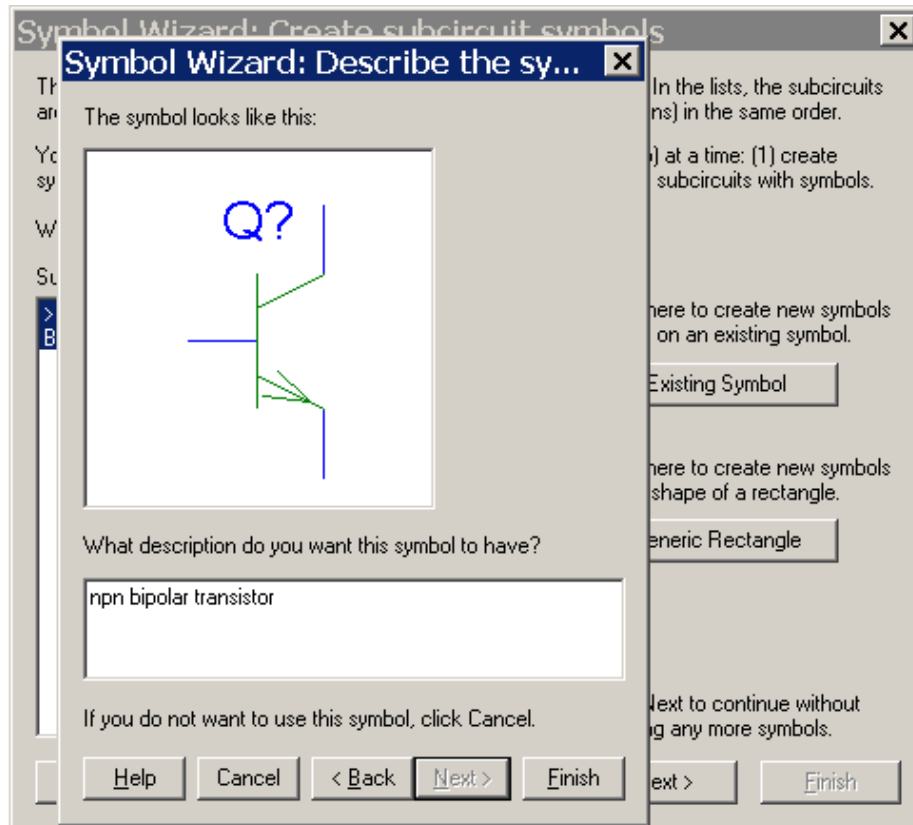 Symbol Wizard: Create subcircuit symbols
Symbol Wizard: Describe the sy...
In the lists, the subcircuits
in the same order.
at a time: (1) create
subcircuits with symbols.
The symbol looks like this:
Q?
here to create new symbols
on an existing symbol.
Existing Symbol
here to create new symbols
shape of a rectangle.
Rectangle
What description do you want this symbol to have?
npn bipolar transistor
Next to continue without
any more symbols.
If you do not want to use this symbol, click Cancel.
Help
Cancel
< Back
Next >
Finish
ext >
Finish